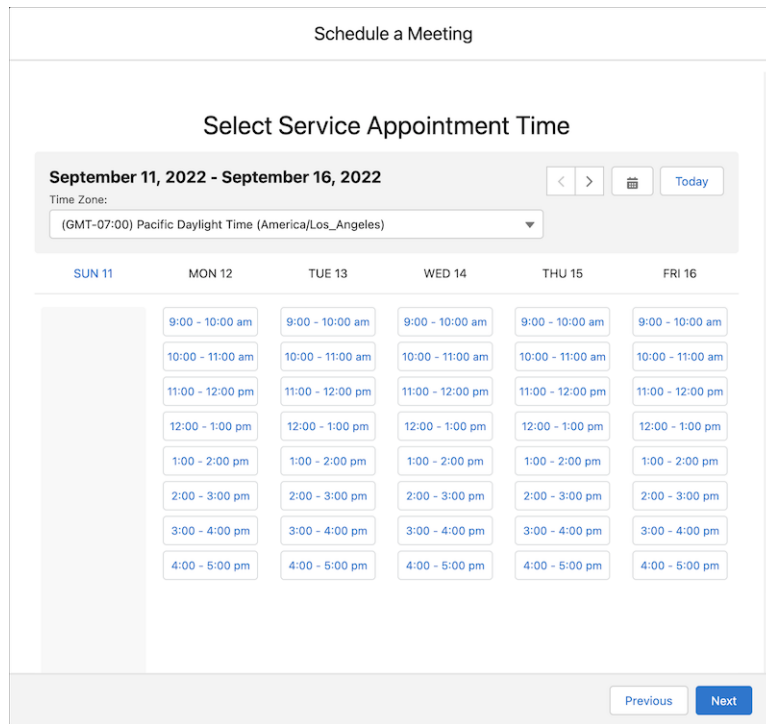 Schedule a Meeting
Select Service Appointment Time
September 11, 2022 - September 16, 2022
Today
Time Zone:
(GMT-07:00) Pacific Daylight Time (America/Los_Angeles)
SUN 11 MON 12 TUE 13 WED 14 THU 15 FRI 16
9:00 - 10:00 am 9:00 - 10:00 am 9:00 - 10:00 am 9:00 - 10:00 am 9:00 - 10:00 am
10:00 - 11:00 am 10:00 - 11:00 am 10:00 - 11:00 am 10:00 - 11:00 am 10:00 - 11:00 am
11:00 - 12:00 pm 11:00 - 12:00 pm 11:00 - 12:00 pm 11:00 - 12:00 pm 11:00 - 12:00 pm
12:00 - 1:00 pm 12:00 - 1:00 pm 12:00 - 1:00 pm 12:00 - 1:00 pm 12:00 - 1:00 pm
1:00 - 2:00 pm 1:00 - 2:00 pm 1:00 - 2:00 pm 1:00 - 2:00 pm 1:00 - 2:00 pm
2:00 - 3:00 pm 2:00 - 3:00 pm 2:00 - 3:00 pm 2:00 - 3:00 pm 2:00 - 3:00 pm
3:00 - 4:00 pm 3:00 - 4:00 pm 3:00 - 4:00 pm 3:00 - 4:00 pm 3:00 - 4:00 pm
4:00 - 5:00 pm 4:00 - 5:00 pm 4:00 - 5:00 pm 4:00 - 5:00 pm 4:00 - 5:00 pm
Previous Next